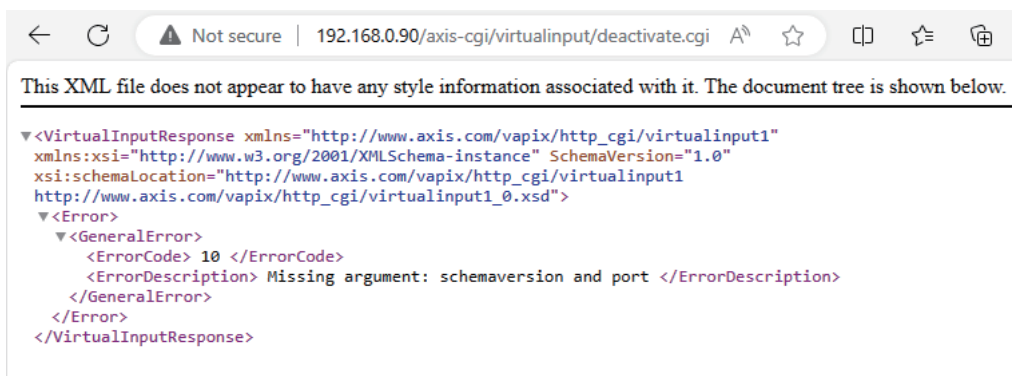 Not secure | 192.168.0.90/axis-cgi/virtualinput/deactivate.cgi A
This XML file does not appear to have any style information associated with it. The document tree is shown below.
▼<VirtualInputResponse xmlns="http://www.axis.com/vapix/http_cgi/virtualinput1"
xmlns:xsi="http://www.w3.org/2001/XMLSchema-instance" SchemaVersion="1.0"
xsi:schemaLocation="http://www.axis.com/vapix/http_cgi/virtualinput1
http://www.axis.com/vapix/http_cgi/virtualinput1_0.xsd">
▼<Error>
▼<GeneralError>
<ErrorCode> 10 </ErrorCode>
<ErrorDescription> Missing argument: schemaversion and port </ErrorDescription>
</GeneralError>
</Error>
</VirtualInputResponse>